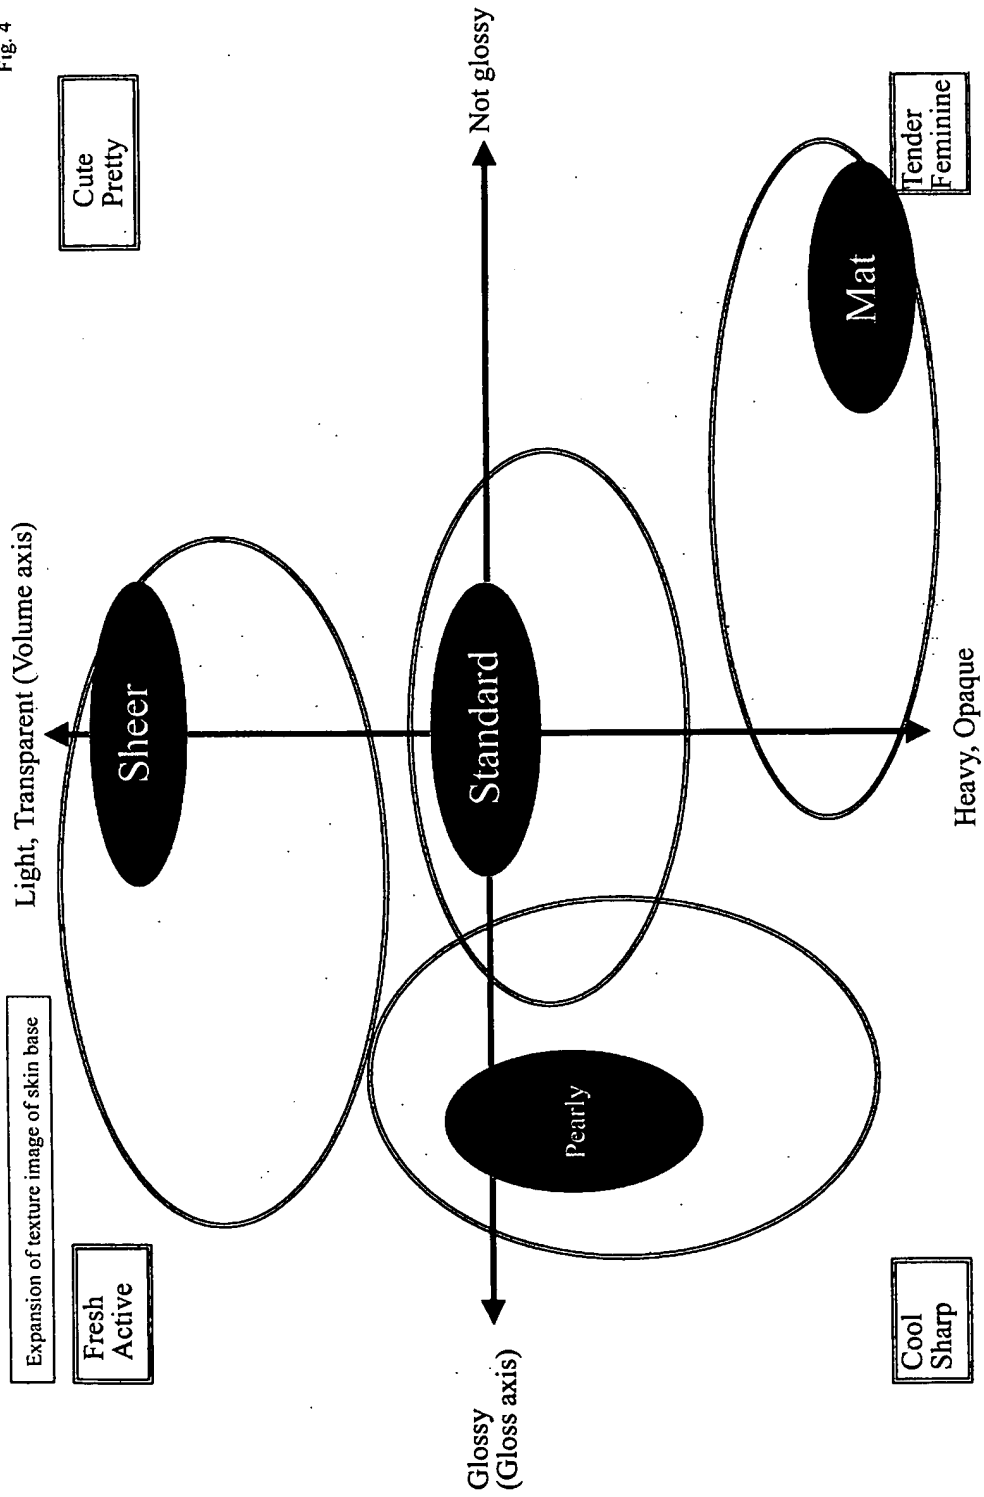 Fig. 4
Expansion of texture image of skin base
Light, Transparent (Volume axis)
Fresh
Active
Cute
Pretty
Sheer
Glossy
(Gloss axis)
Standard
Not glossy
Pearly
Mat
Cool
Sharp
Heavy, Opaque
Tender
Feminine